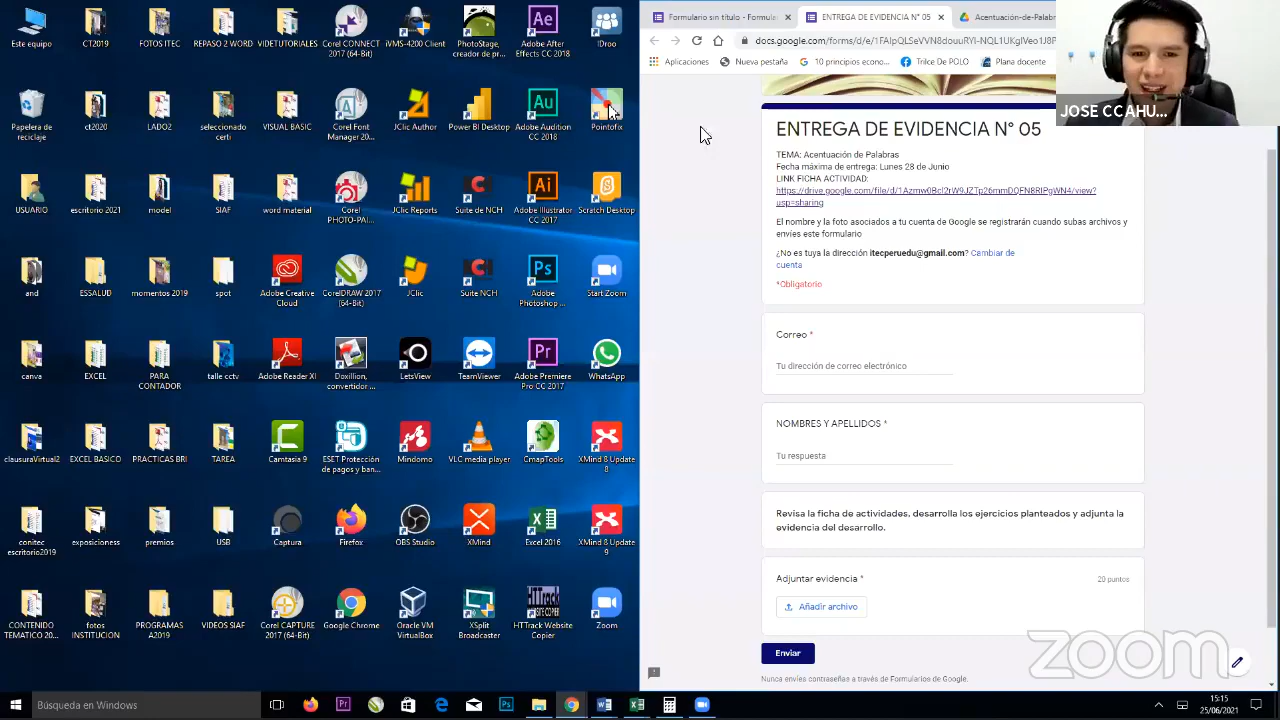 Este equipo
CT2019
FOTOS ITEC
REPASO 2 WORD
VIDETUTORIALES
Corel CONNECT
2017 (64-Bit)
iVMS-4200 Client
PhotoStage,
creador de pr...
Adobe After
Effects CC 2018
IDroo
Papelera de
reciclaje
ct2020
LADO2
seleccionado
certi
VISUAL BASIC
Corel Font
Manager 20...
JClic Author
Power BI Desktop
Adobe Audition
CC 2018
Pointofix
USUARIO
escritorio 2021
model
SIAF
word material
Corel
PHOTO-PAI...
JClic Reports
Suite de NCH
Adobe Illustrator
CC 2017
Scratch Desktop
and
ESSALUD
momentos 2019
spot
Adobe Creative
Cloud
CorelDRAW 2017
(64-Bit)
JClic
Suite NCH
Adobe
Photoshop ...
Start Zoom
canva
EXCEL
PARA
CONTADOR
talle cctv
Adobe Reader XI
Doxillion,
convertidor ...
LetsView
TeamViewer
Adobe Premiere
Pro CC 2017
WhatsApp
clausuraVirtual2
EXCEL BASICO
PRACTICAS BRI
TAREA
Camtasia 9
ESET Protección
de pagos y ban...
Mindomo
VLC media player
CmapTools
XMind 8 Update
8
conitec
escritorio2019
exposicioness
premios
USB
Captura
Firefox
OBS Studio
XMind
Excel 2016
XMind 8 Update
9
CONTENIDO
TEMATICO 20...
fotos
INSTITUCION
PROGRAMAS
A2019
VIDEOS SIAF
Corel CAPTURE
2017 (64-Bit)
Google Chrome
Oracle VM
VirtualBox
XSplit
Broadcaster
HTTrack Website
Copier
Zoom
Búsqueda en Windows
Formulario sin título - Formula
ENTREGA DE EVIDENCIA N° 05
Acentuación-de-Palabr
docs.google.com/forms/d/e/
Aplicaciones
Nueva pestaña
10 principios econo...
Trilce De POLO
Plana docente
JOSE C CAHU...
ENTREGA DE EVIDENCIA N° 05
TEMA: Acentuación de Palabras
Fecha máxima de entrega: Lunes 28 de Junio
LINK FICHA ACTIVIDAD:
https://drive.google.com/file/d/1Azmw0Bcl2rW9JZTp26mmDQFN8RIPgWN4/view?
usp=sharing
El nombre y la foto asociados a tu cuenta de Google se registrarán cuando subas archivos y
envíes este formulario
¿No es tuya la dirección itecperuedu@gmail.com? Cambiar de
cuenta
*Obligatorio
Correo *
Tu dirección de correo electrónico
NOMBRES Y APELLIDOS *
Tu respuesta
Revisa la ficha de actividades, desarrolla los ejercicios planteados y adjunta la
evidencia del desarrollo.
Adjuntar evidencia *
20 puntos
Añadir archivo
Enviar
Nunca envíes contraseñas a través de Formularios de Google.
zoom
15:15
25/06/2021